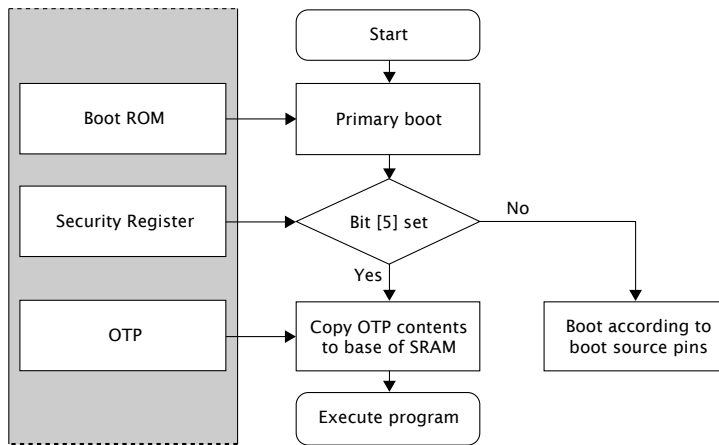 Start
Boot ROM
Primary boot
Security Register
Bit [5] set
No
Yes
OTP
Copy OTP contents
to base of SRAM
Boot according to
boot source pins
Execute program